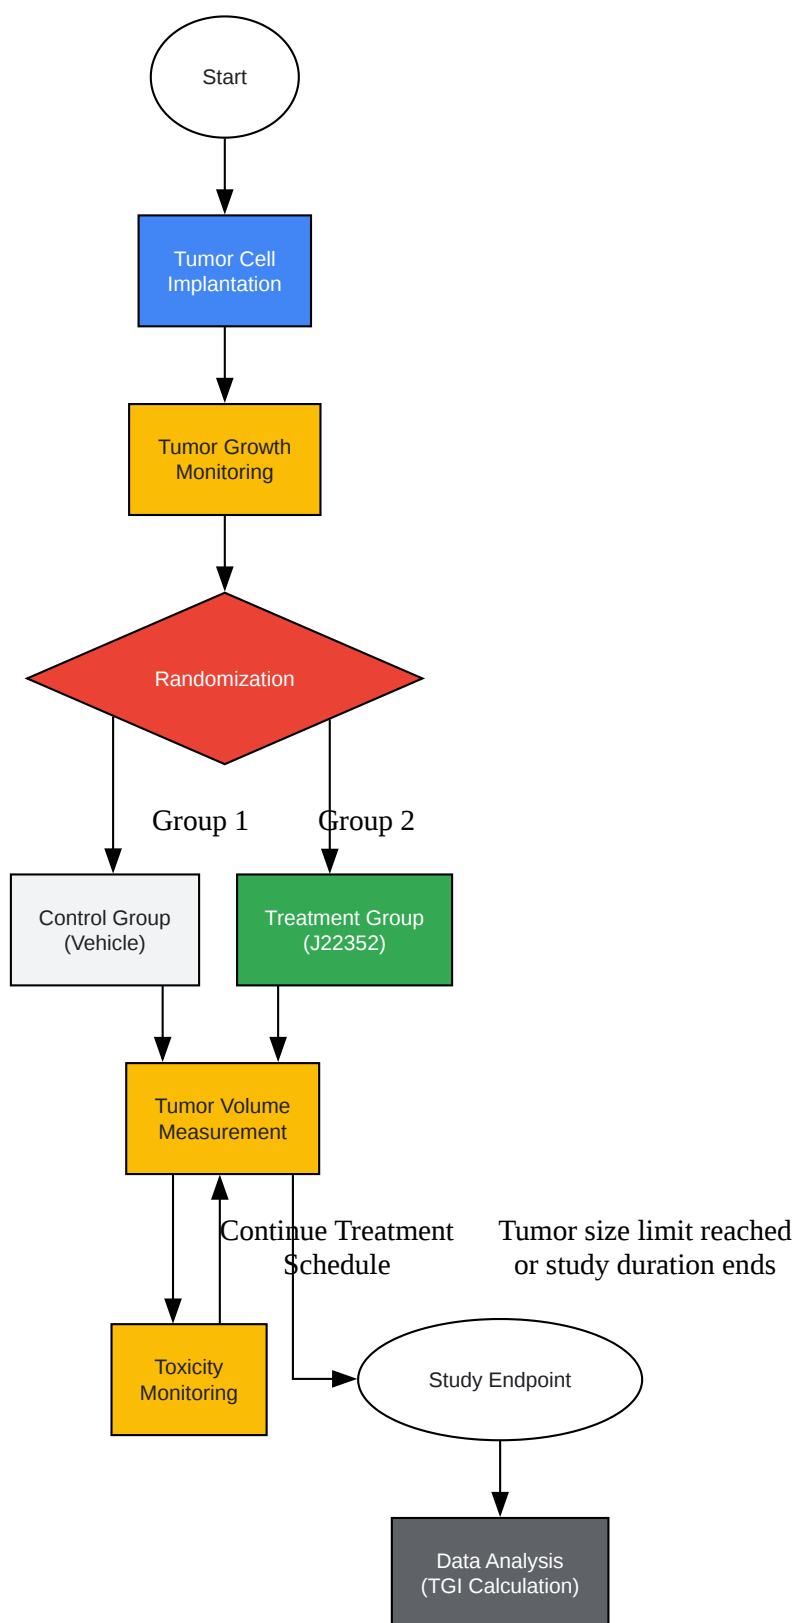 Start
Tumor Cell
Implantation
Tumor Growth
Monitoring
Randomization
Group 1
Group 2
Control Group
(Vehicle)
Treatment Group
(J22352)
Tumor Volume
Measurement
Continue Treatment
Schedule
Tumor size limit reached
or study duration ends
Toxicity
Monitoring
Study Endpoint
Data Analysis
(TGI Calculation)